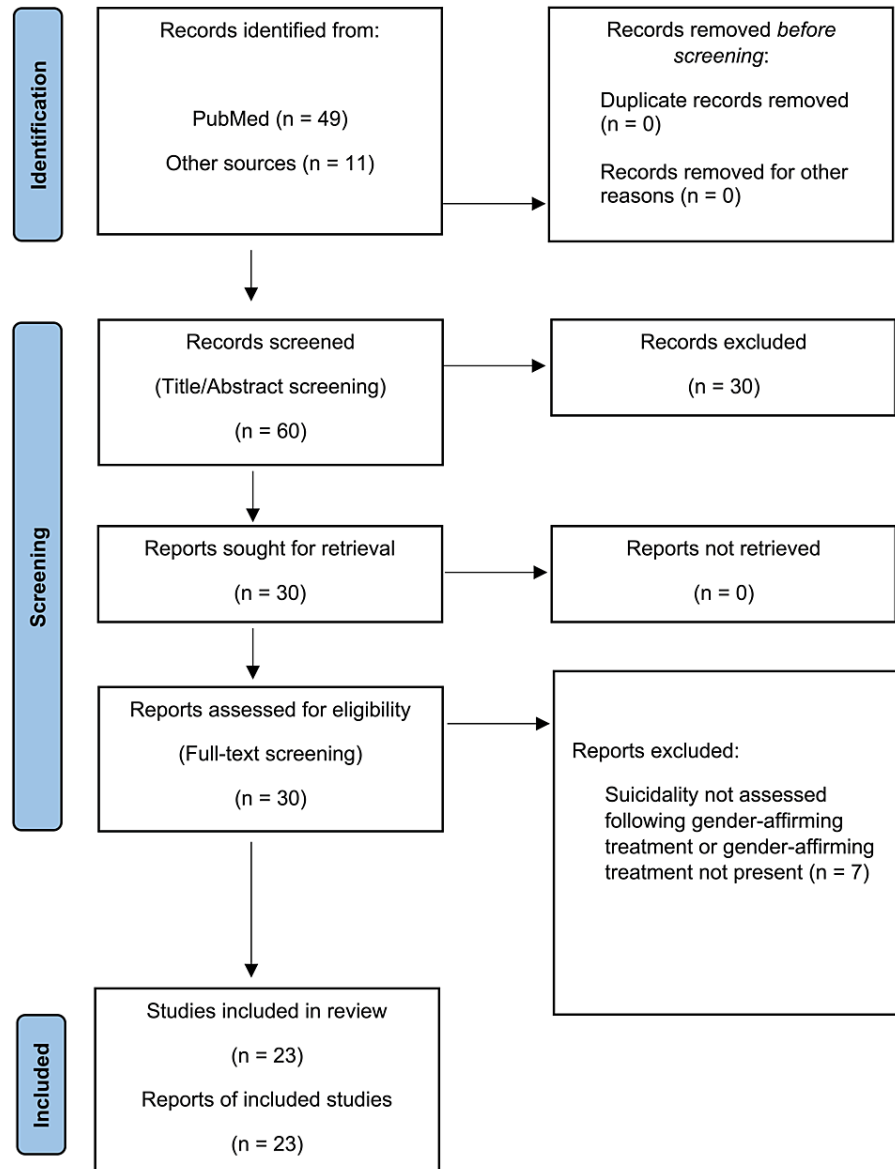 Identification
Records identified from:
PubMed (n = 49)
Other sources (n = 11)
Records removed before
screening:
Duplicate records removed
(n = 0)
Records removed for other
reasons (n = 0)
Screening
Records screened
(Title/Abstract screening)
(n = 60)
Records excluded
(n = 30)
Reports sought for retrieval
(n = 30)
Reports not retrieved
(n = 0)
Reports assessed for eligibility
(Full-text screening)
(n = 30)
Reports excluded:
Suicidality not assessed
following gender-affirming
treatment or gender-affirming
treatment not present (n = 7)
Included
Studies included in review
(n = 23)
Reports of included studies
(n = 23)